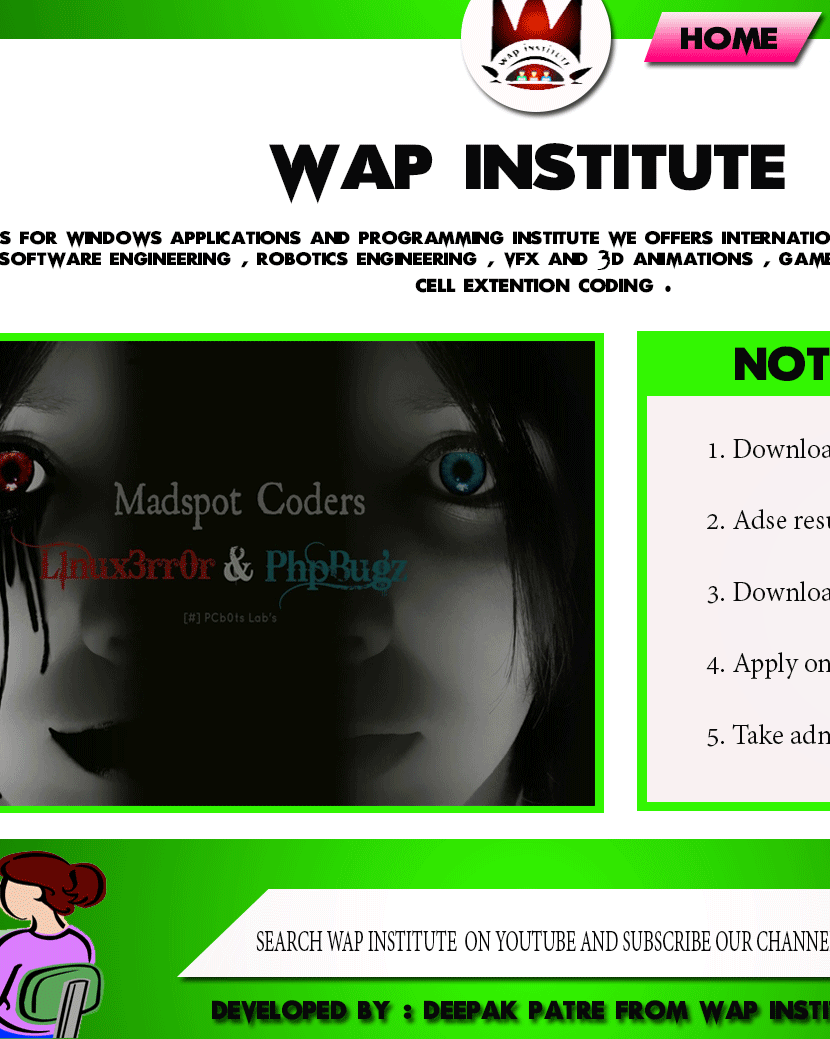 WAP INSTITUTE
HOME
WAP INSTITUTE
S FOR WINDOWS APPLICATIONS AND PROGRAMMING INSTITUTE WE OFFERS INTERNATIO
SOFTWARE ENGINEERING , ROBOTICS ENGINEERING , VFX AND 3D ANIMATIONS , GAME
CELL EXTENTION CODING .
Madspot Coders
L1nux3rr0r & PhpBugz
[#] PCb0ts Lab's
NOT
1. Downloa
2. Adse resu
3. Downloa
4. Apply on
5. Take adm
SEARCH WAP INSTITUTE ON YOUTUBE AND SUBSCRIBE OUR CHANNE
DEVELOPED BY : DEEPAK PATRE FROM WAP INSTI